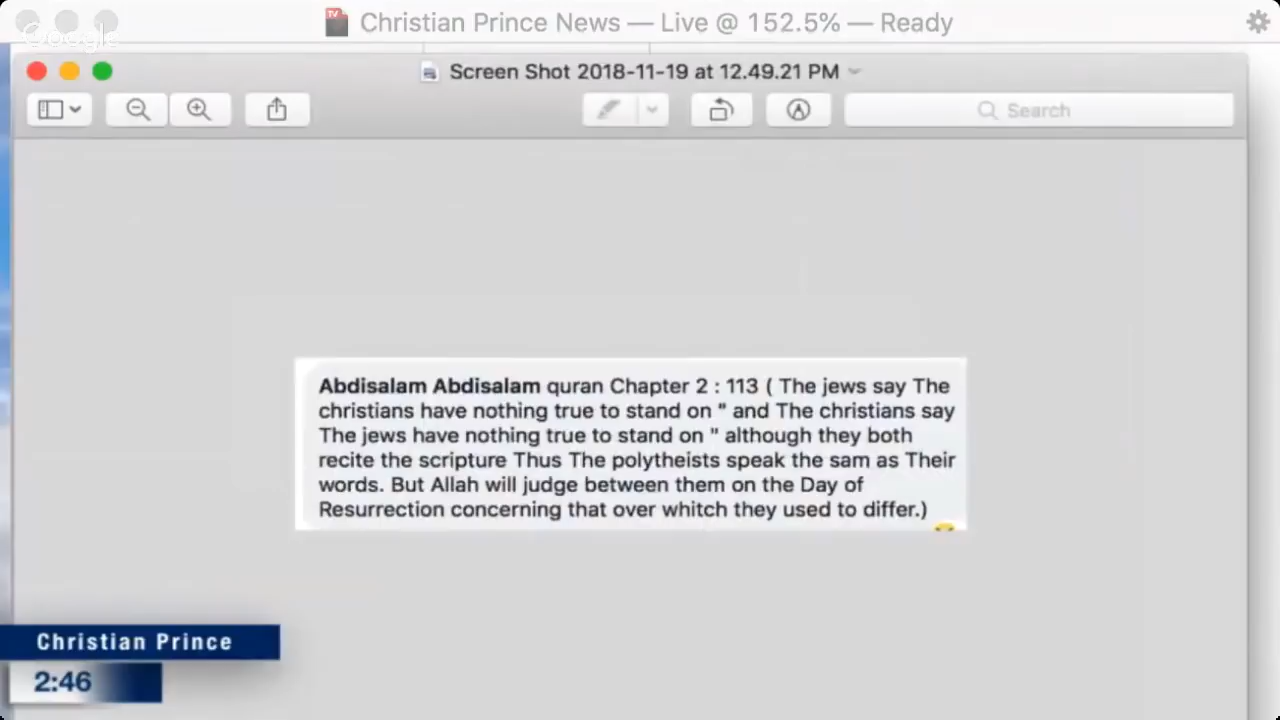 Google
TV
Christian Prince News — Live @ 152.5% — Ready
Screen Shot 2018-11-19 at 12.49.21 PM
Search
Abdisalam Abdisalam quran Chapter 2 : 113 ( The jews say The
christians have nothing true to stand on " and The christians say
The jews have nothing true to stand on " although they both
recite the scripture Thus The polytheists speak the sam as Their
words. But Allah will judge between them on the Day of
Resurrection concerning that over whitch they used to differ.)
Christian Prince
2:46